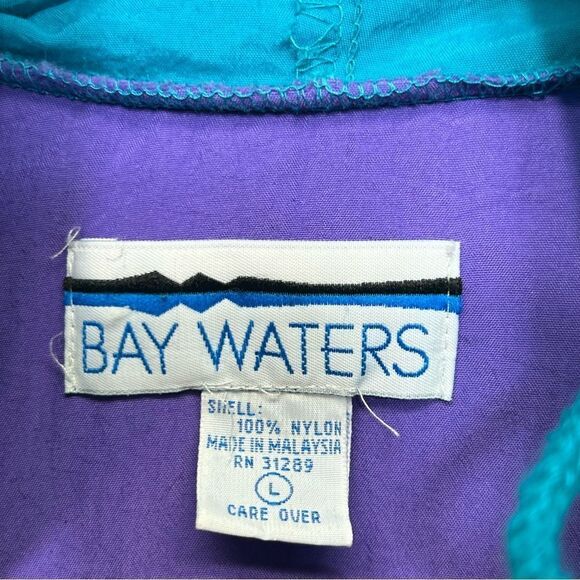 BAY WATERS
SHELL:
100% NYLON
MADE IN MALAYSIA
RN 31289
L
CARE OVER